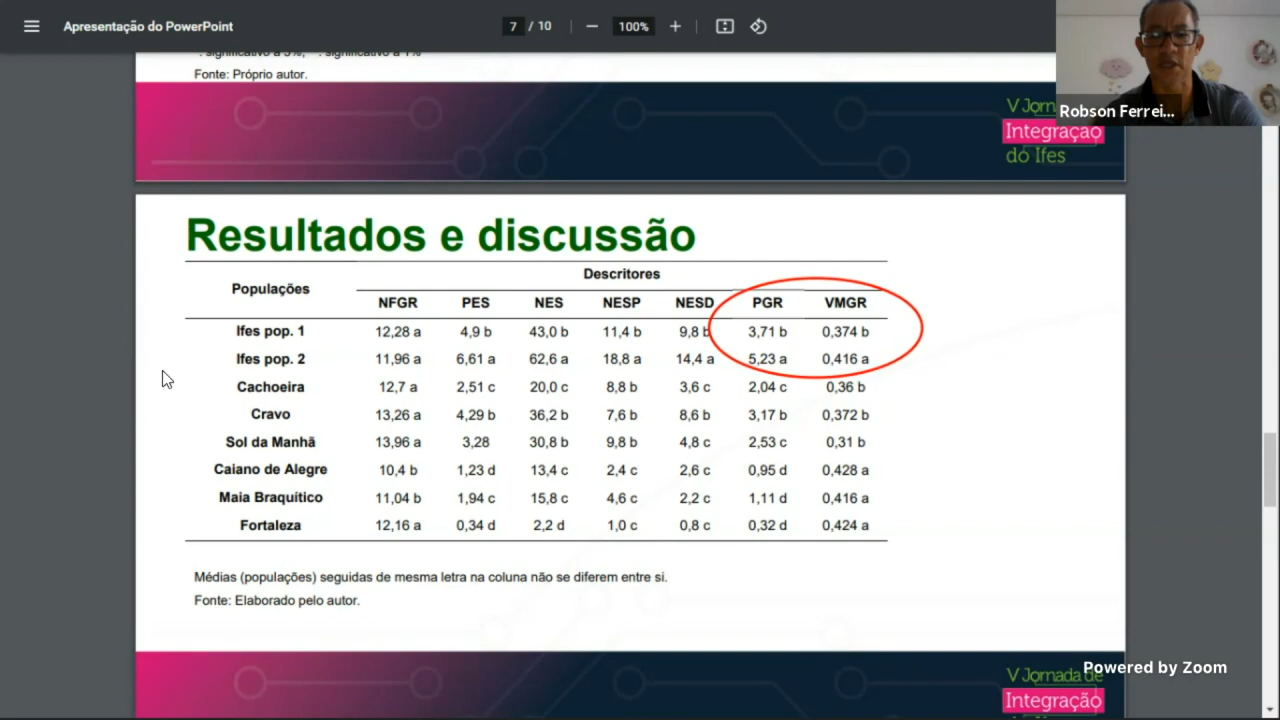 Apresentação do PowerPoint
7 / 10
100%
Robson Ferrei...
Fonte: Próprio autor.
V Jorn
Integração
do Ifes
Resultados e discussão
Populações Descritores
NFGR PES NES NESP NESD PGR VMGR
Ifes pop. 1 12,28 a 4,9 b 43,0 b 11,4 b 9,8 b 3,71 b 0,374 b
Ifes pop. 2 11,96 a 6,61 a 62,6 a 18,8 a 14,4 a 5,23 a 0,416 a
Cachoeira 12,7 a 2,51 c 20,0 c 8,8 b 3,6 c 2,04 c 0,36 b
Cravo 13,26 a 4,29 b 36,2 b 7,6 b 8,6 b 3,17 b 0,372 b
Sol da Manhã 13,96 a 3,28 30,8 b 9,8 b 4,8 c 2,53 c 0,31 b
Caiano de Alegre 10,4 b 1,23 d 13,4 c 2,4 c 2,6 c 0,95 d 0,428 a
Maia Braquítico 11,04 b 1,94 c 15,8 c 4,6 c 2,2 c 1,11 d 0,416 a
Fortaleza 12,16 a 0,34 d 2,2 d 1,0 c 0,8 c 0,32 d 0,424 a
Médias (populações) seguidas de mesma letra na coluna não se diferem entre si.
Fonte: Elaborado pelo autor.
Powered by Zoom
V Jornada de
Integração